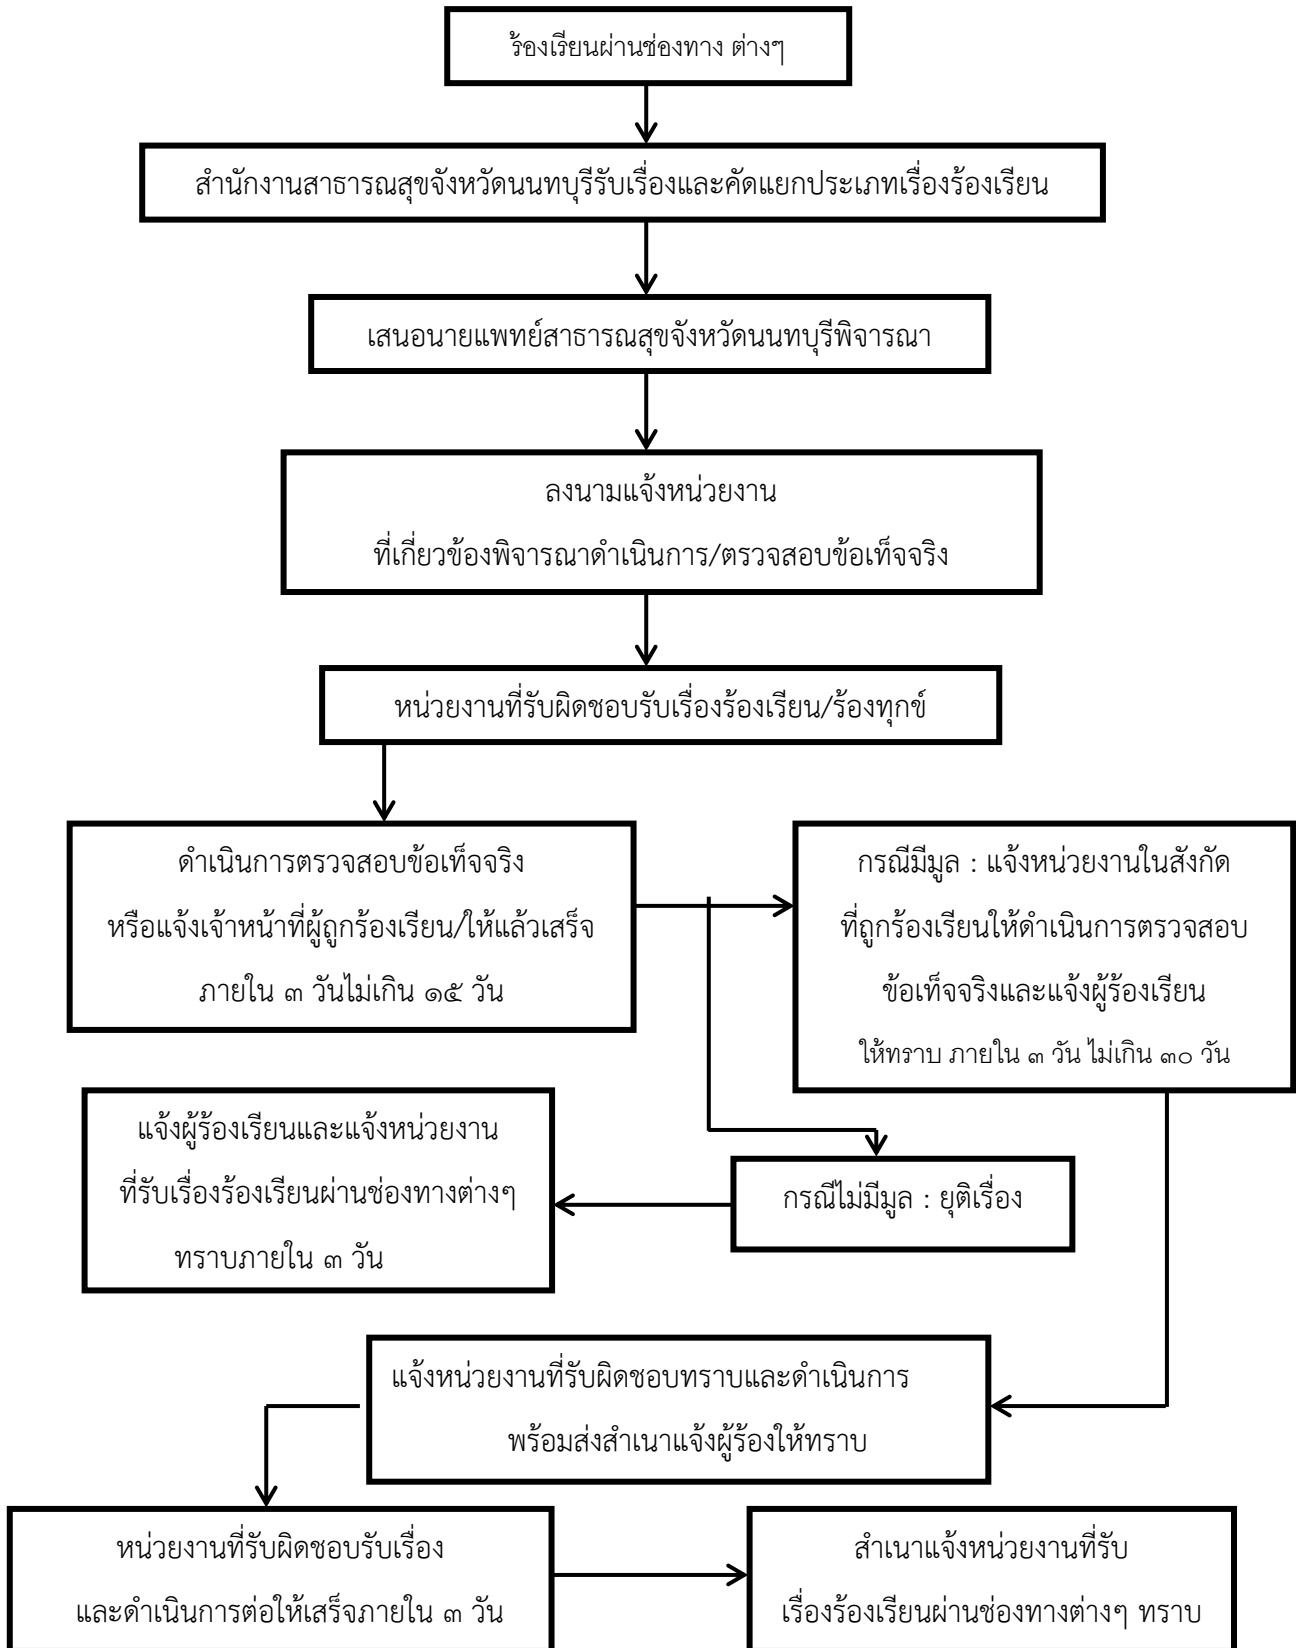 ร้องเรียนผ่านช่องทาง ต่างๆ
สำนักงานสาธารณสุขจังหวัดนนทบุรีรับเรื่องและคัดแยกประเภทเรื่องร้องเรียน
เสนอนายแพทย์สาธารณสุขจังหวัดนนทบุรีพิจารณา
ลงนามแจ้งหน่วยงาน
ที่เกี่ยวข้องพิจารณาดำเนินการ/ตรวจสอบข้อเท็จจริง
หน่วยงานที่รับผิดชอบรับเรื่องร้องเรียน/ร้องทุกข์
ดำเนินการตรวจสอบข้อเท็จจริง
หรือแจ้งเจ้าหน้าที่ผู้ถูกร้องเรียน/ให้แล้วเสร็จ
ภายใน ๓ วันไม่เกิน ๑๕ วัน
กรณีมีมูล : แจ้งหน่วยงานในสังกัด
ที่ถูกร้องเรียนให้ดำเนินการตรวจสอบ
ข้อเท็จจริงและแจ้งผู้ร้องเรียน
ให้ทราบ ภายใน ๓ วัน ไม่เกิน ๓๐ วัน
แจ้งผู้ร้องเรียนและแจ้งหน่วยงาน
ที่รับเรื่องร้องเรียนผ่านช่องทางต่างๆ
ทราบภายใน ๓ วัน
กรณีไม่มีมูล : ยุติเรื่อง
แจ้งหน่วยงานที่รับผิดชอบทราบและดำเนินการ
พร้อมส่งสำเนาแจ้งผู้ร้องให้ทราบ
หน่วยงานที่รับผิดชอบรับเรื่อง
และดำเนินการต่อให้เสร็จภายใน ๓ วัน
สำเนาแจ้งหน่วยงานที่รับ
เรื่องร้องเรียนผ่านช่องทางต่างๆ ทราบ